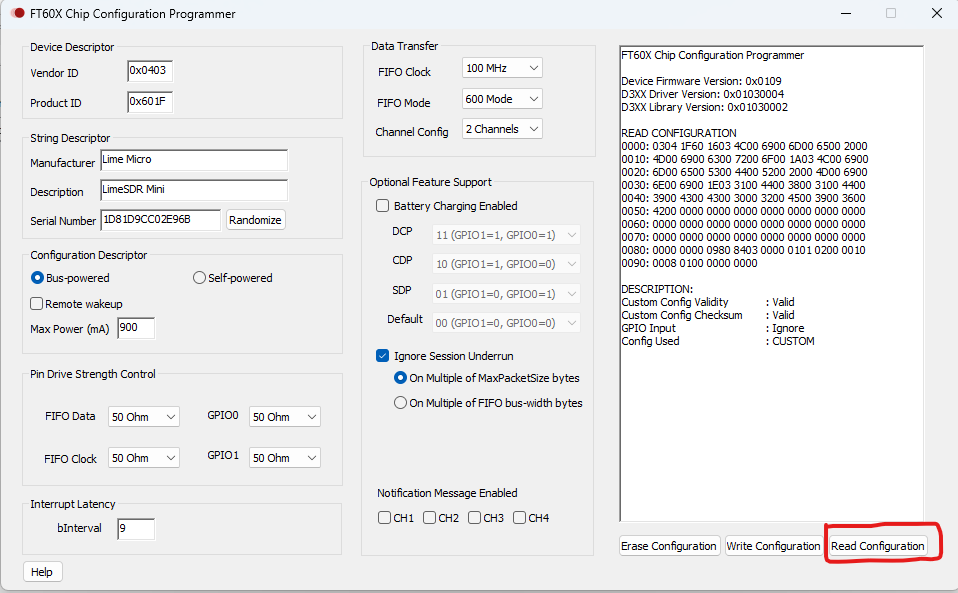 FT60X Chip Configuration Programmer
Device Descriptor
Vendor ID 0x0403
Product ID 0x601F
String Descriptor
Manufacturer Lime Micro
Description LimeSDR Mini
Serial Number 1D81D9CC02E96B Randomize
Configuration Descriptor
Bus-powered Self-powered
Remote wakeup
Max Power (mA) 900
Pin Drive Strength Control
FIFO Data 50 Ohm GPIO0 50 Ohm
FIFO Clock 50 Ohm GPIO1 50 Ohm
Interrupt Latency
bInterval 9
Help
Data Transfer
FIFO Clock 100 MHz
FIFO Mode 600 Mode
Channel Config 2 Channels
Optional Feature Support
Battery Charging Enabled
DCP 11 (GPIO1=1, GPIO0=1)
CDP 10 (GPIO1=1, GPIO0=0)
SDP 01 (GPIO1=0, GPIO0=1)
Default 00 (GPIO1=0, GPIO0=0)
Ignore Session Underrun
On Multiple of MaxPacketSize bytes
On Multiple of FIFO bus-width bytes
Notification Message Enabled
CH1 CH2 CH3 CH4
FT60X Chip Configuration Programmer
Device Firmware Version: 0x0109
D3XX Driver Version: 0x01030004
D3XX Library Version: 0x01030002
READ CONFIGURATION
0000: 0304 1F60 1603 4C00 6900 6D00 6500 2000
0010: 4D00 6900 6300 7200 6F00 1A03 4C00 6900
0020: 6D00 6500 5300 4400 5200 2000 4D00 6900
0030: 6E00 6900 1E03 3100 4400 3800 3100 4400
0040: 3900 4300 4300 3000 3200 4500 3900 3600
0050: 4200 0000 0000 0000 0000 0000 0000 0000
0060: 0000 0000 0000 0000 0000 0000 0000 0000
0070: 0000 0000 0000 0000 0000 0000 0000 0000
0080: 0000 0000 0980 8403 0000 0101 0200 0010
0090: 0008 0100 0000 0000
DESCRIPTION:
Custom Config Validity : Valid
Custom Config Checksum : Valid
GPIO Input : Ignore
Config Used : CUSTOM
Erase Configuration Write Configuration Read Configuration